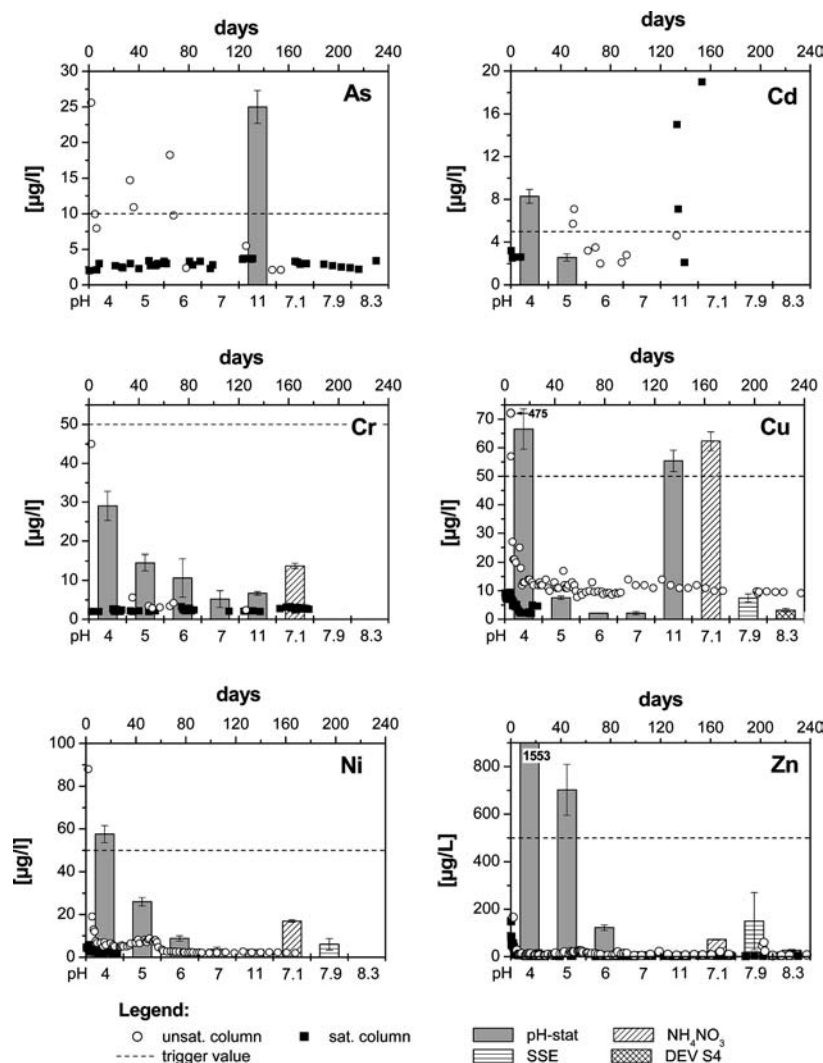 days days
0 40 80 120 160 200 240 0 40 80 120 160 200 240
30 As 20 Cd
25 16
20 12
[µg/l] 15 [µg/l] 8
10 4
5 0
0
pH 4 5 6 7 11 7.1 7.9 8.3 pH 4 5 6 7 11 7.1 7.9 8.3
days days
0 40 80 120 160 200 240 0 40 80 120 160 200 240
50 Cr 70 475 Cu
40 60
30 50
[µg/l] 20 [µg/l] 40
10 30
0 20
10
0
pH 4 5 6 7 11 7.1 7.9 8.3 pH 4 5 6 7 11 7.1 7.9 8.3
days days
0 40 80 120 160 200 240 0 40 80 120 160 200 240
100 Ni 800 1553 Zn
80 600
60 400
[µg/l] 40 [µg/L] 200
20 0
0
pH 4 5 6 7 11 7.1 7.9 8.3 pH 4 5 6 7 11 7.1 7.9 8.3
Legend:
unsat. column sat. column pH-stat NH₄NO₃
trigger value SSE DEV S4